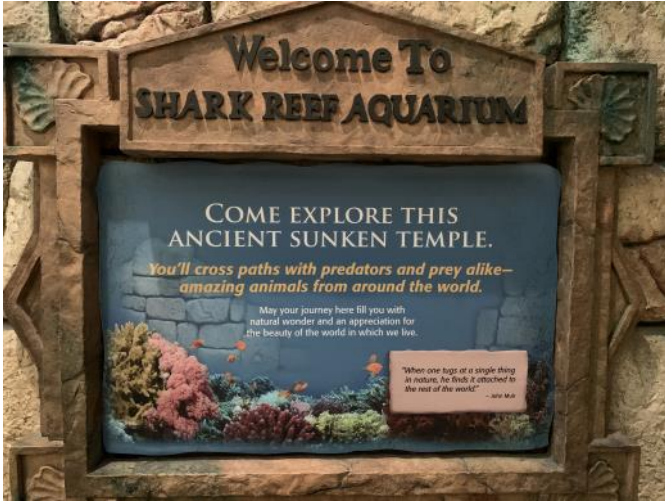 Welcome To
SHARK REEF AQUARIUM
COME EXPLORE THIS
ANCIENT SUNKEN TEMPLE.
You'll cross paths with predators and prey alike—
amazing animals from around the world.
May your journey here fill you with
natural wonder and an appreciation for
the beauty of the world in which we live.
"When one tugs at a single thing
in nature, he finds it attached to
the rest of the world."
– John Muir